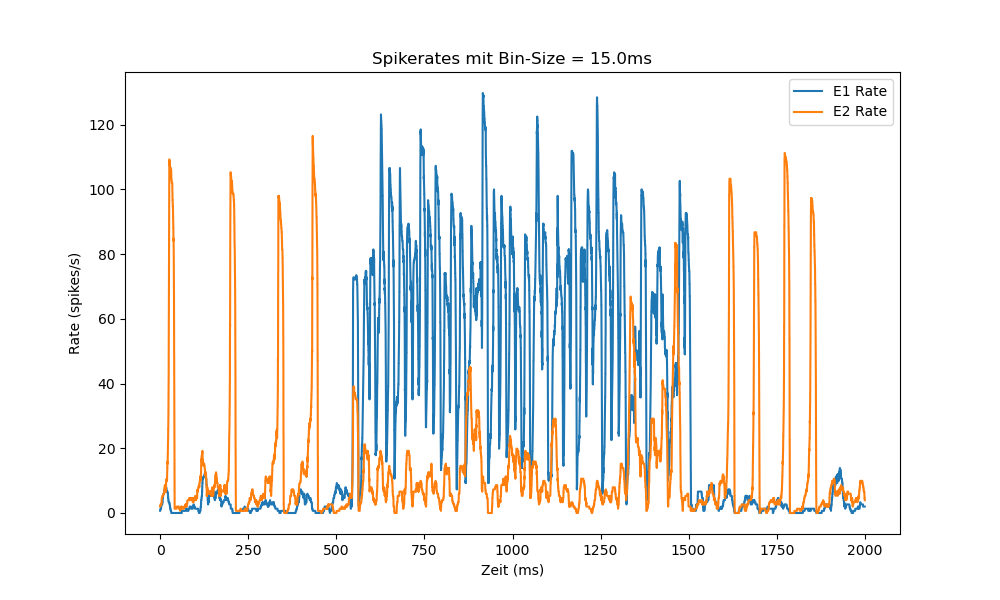 Spikerates mit Bin-Size = 15.0ms
E1 Rate
E2 Rate
120
100
80
60
40
20
0
Rate (spikes/s)
0 250 500 750 1000 1250 1500 1750 2000
Zeit (ms)